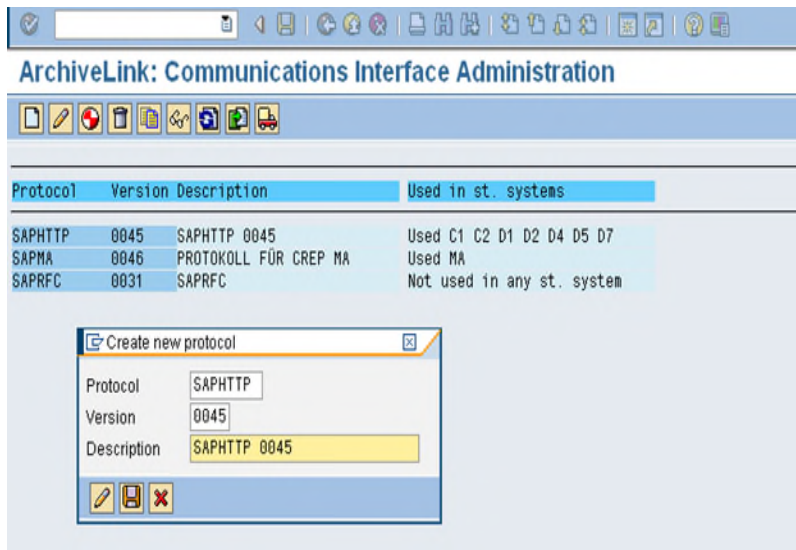 ArchiveLink: Communications Interface Administration
Protocol Version Description Used in st. systems
SAPHTTP 0045 SAPHTTP 0045 Used C1 C2 D1 D2 D4 D5 D7
SAPMA 0046 PROTOKOLL FÜR CREP MA Used MA
SAPRFC 0031 SAPRFC Not used in any st. system
Create new protocol
Protocol SAPHTTP
Version 0045
Description SAPHTTP 0045